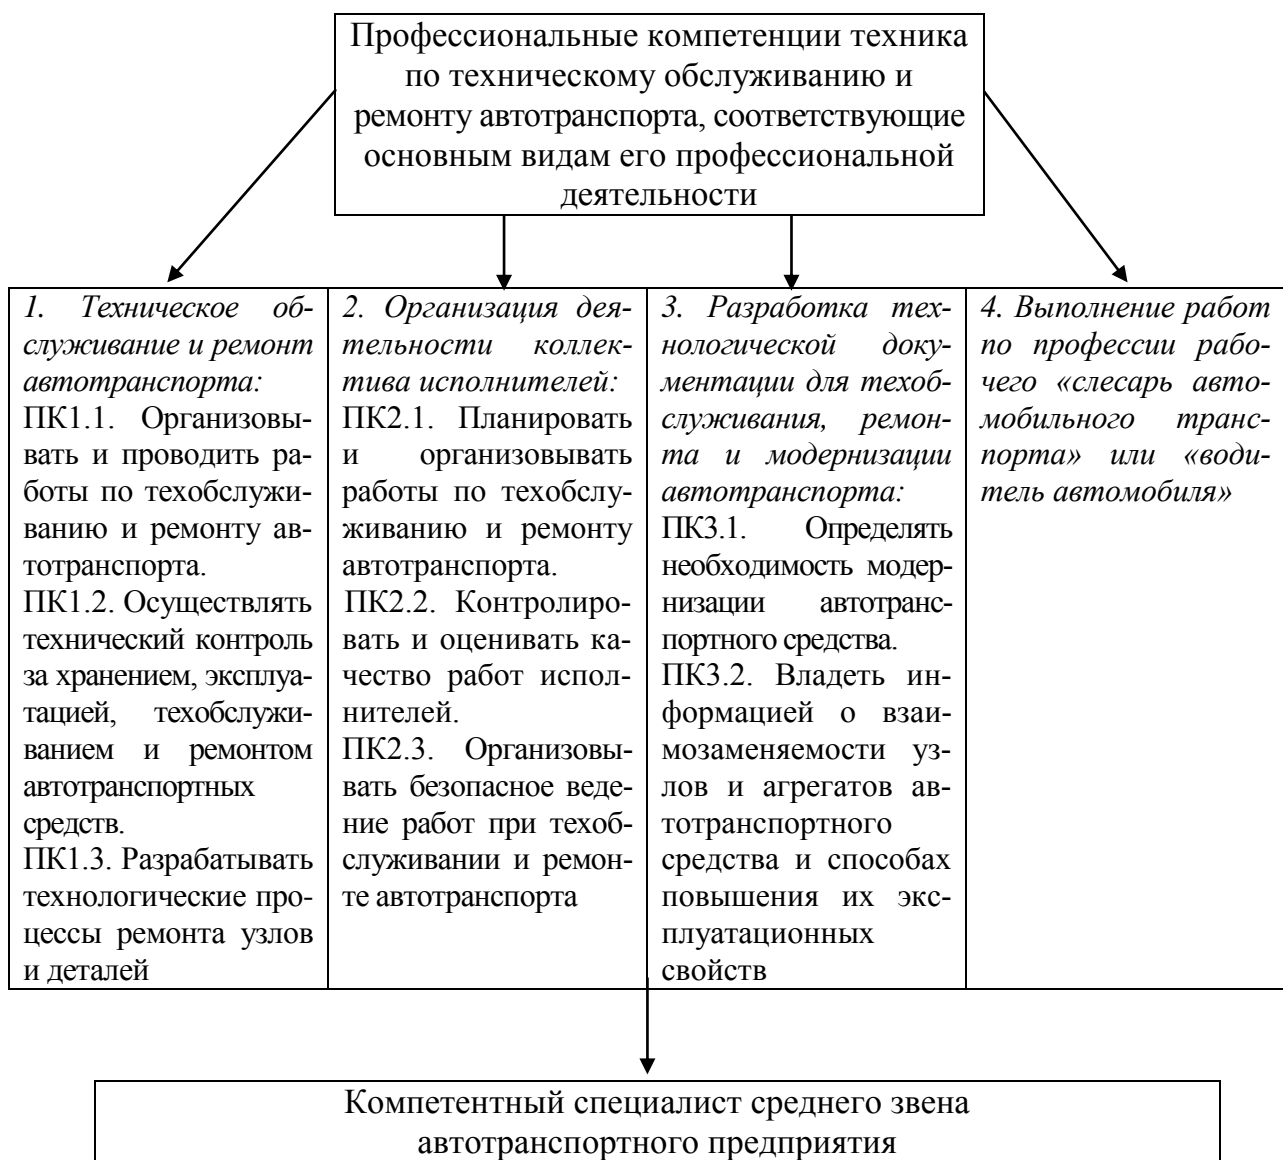 Профессиональные компетенции техника
по техническому обслуживанию и
ремонту автотранспорта, соответствующие
основным видам его профессиональной
деятельности
1. Техническое об-
служивание и ремонт
автотранспорта:
ПК1.1. Организовы-
вать и проводить ра-
боты по техобслужи-
ванию и ремонту ав-
тотранспорта.
ПК1.2. Осуществлять
технический контроль
за хранением, эксплуа-
тацией, техобслужи-
ванием и ремонтом
автотранспортных
средств.
ПК1.3. Разрабатывать
технологические про-
цессы ремонта узлов
и деталей
2. Организация дея-
тельности коллек-
тива исполнителей:
ПК2.1. Планировать
и организовывать
работы по техобслу-
живанию и ремонту
автотранспорта.
ПК2.2. Контролиро-
вать и оценивать ка-
чество работ испол-
нителей.
ПК2.3. Организовы-
вать безопасное веде-
ние работ при техоб-
служивании и ремон-
те автотранспорта
3. Разработка тех-
нологической доку-
ментации для техоб-
служивания, ремон-
та и модернизации
автотранспорта:
ПК3.1. Определять
необходимость модер-
низации автотранс-
портного средства.
ПК3.2. Владеть ин-
формацией о взаи-
мозаменяемости уз-
лов и агрегатов ав-
тотранспортного
средства и способах
повышения их экс-
плуатационных
свойств
4. Выполнение работ
по профессии рабо-
чего «слесарь авто-
мобильного транс-
порта» или «води-
тель автомобиля»
Компетентный специалист среднего звена
автотранспортного предприятия